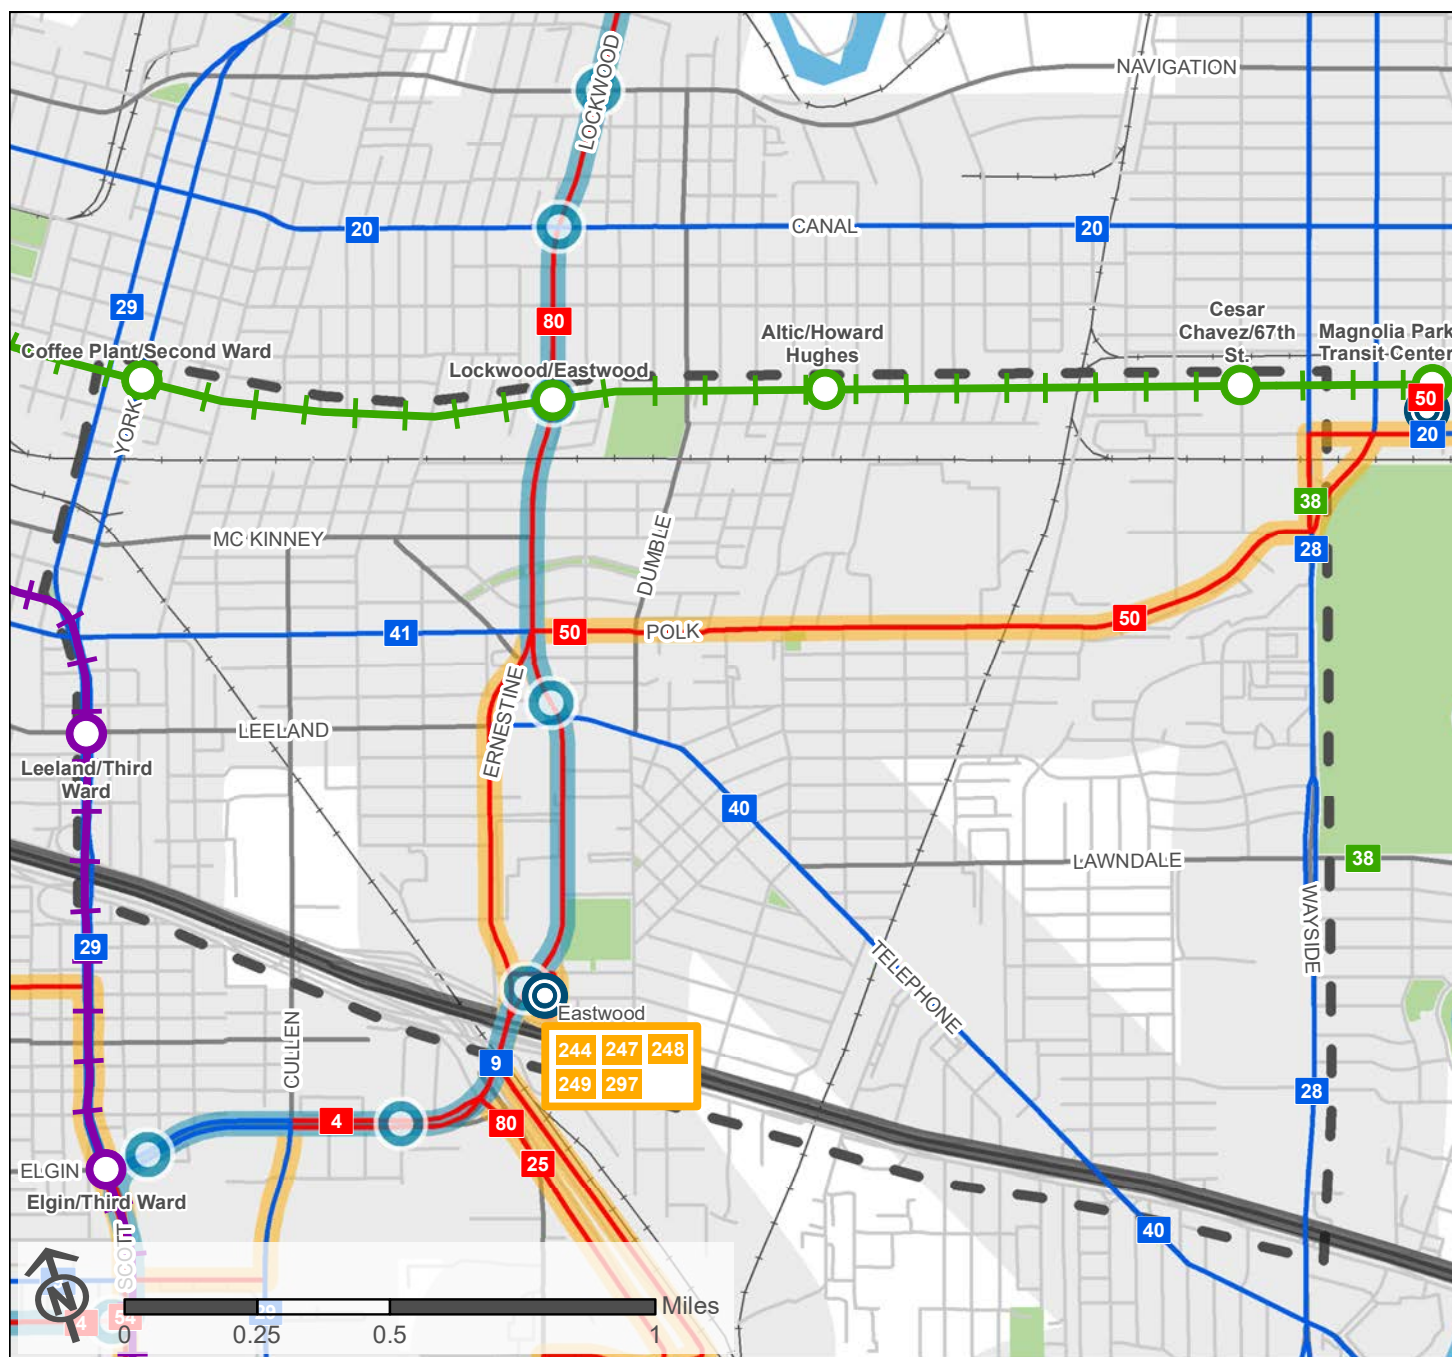 LOCKWOOD
NAVIGATION
20
CANAL
20
29
80
Cesar
Chavez/67th
St.
Altic/Howard
Hughes
Magnolia Park
Transit Center
Coffee Plant/Second Ward
Lockwood/Eastwood
50
20
YORK
38
MC KINNEY
DUMBLE
28
41
50
POLK
50
ERNESTINE
LEELAND
Leeland/Third
Ward
40
LAWNDALE
38
29
WAYSIDE
TELEPHONE
Eastwood
CULLEN
244 247 248
249 297
9
28
4
80
25
ELGIN
Elgin/Third Ward
SCOTT
40
N
29
4
54
Miles
0 0.25 0.5 1